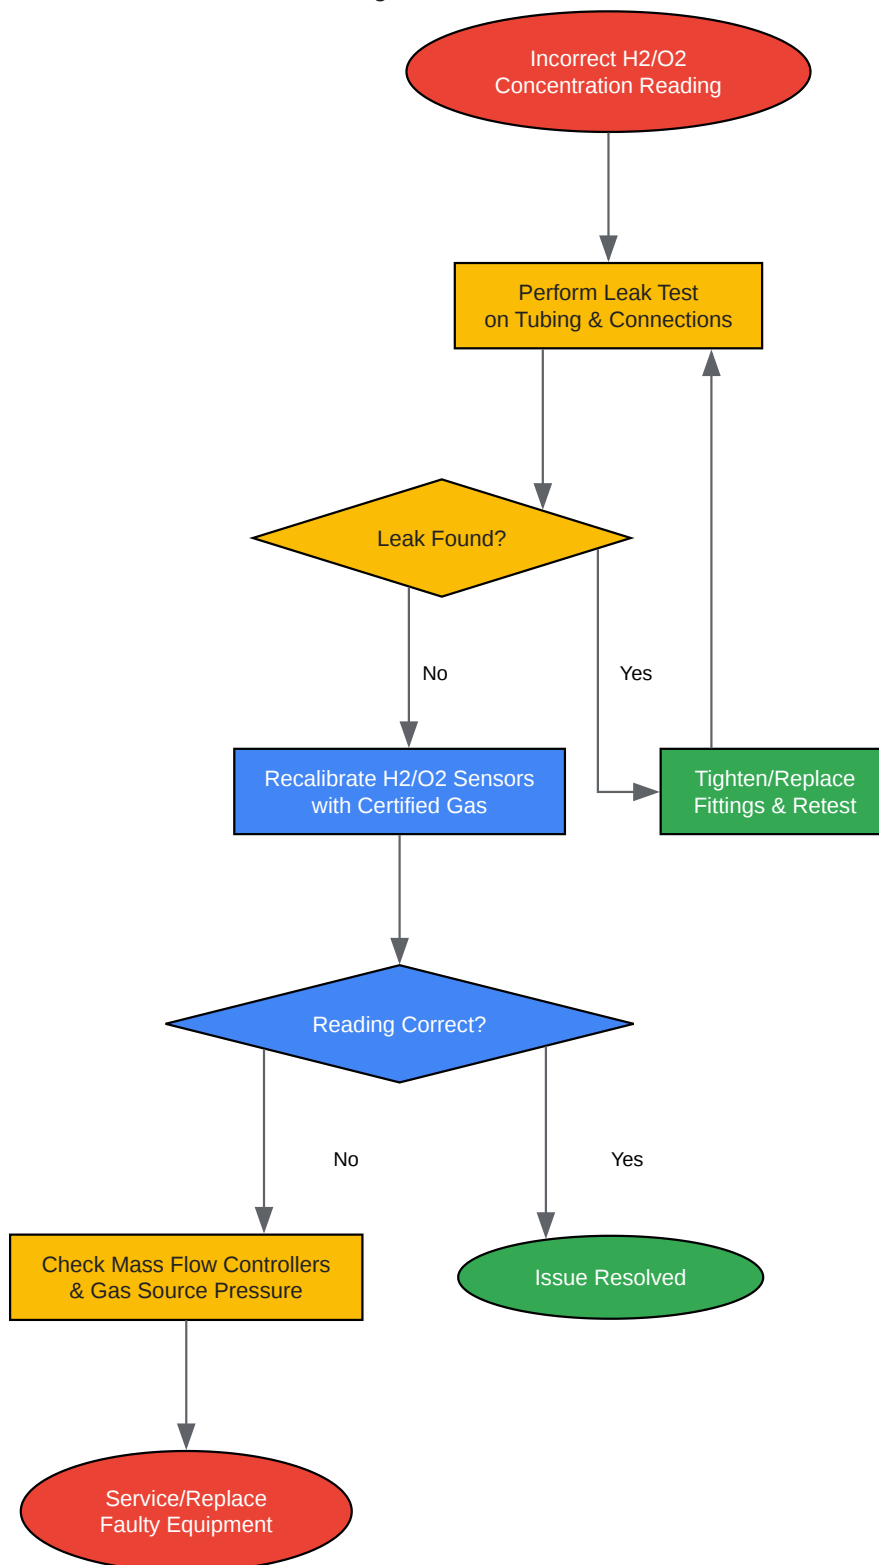 Incorrect H2/O2
Concentration Reading
Perform Leak Test
on Tubing & Connections
Leak Found?
No
Yes
Recalibrate H2/O2 Sensors
with Certified Gas
Tighten/Replace
Fittings & Retest
Reading Correct?
No
Yes
Check Mass Flow Controllers
& Gas Source Pressure
Issue Resolved
Service/Replace
Faulty Equipment